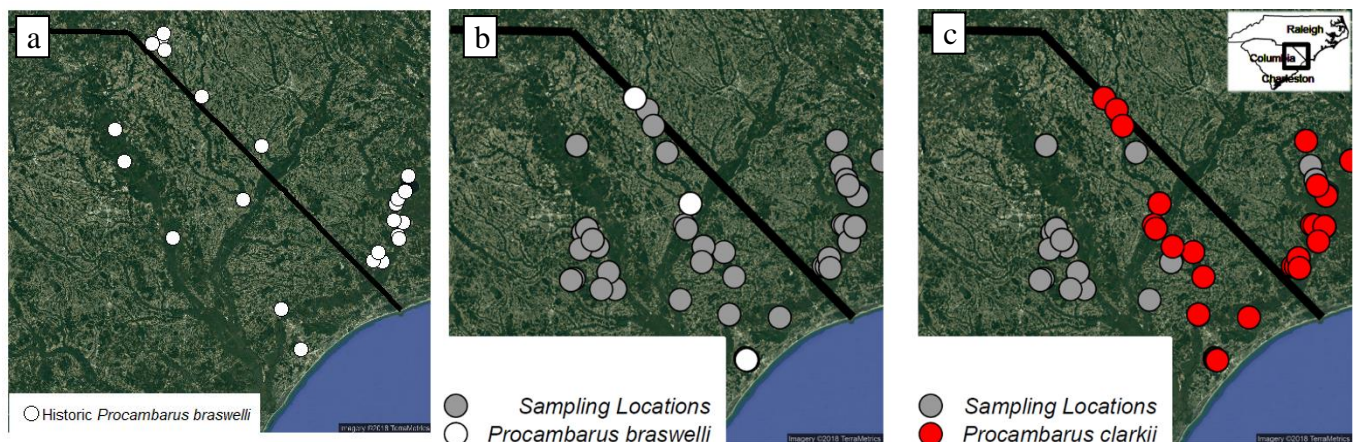 a
Historic Procambarus braswelli
Imagery ©2018 TerraMetrics
b
Sampling Locations
Procambarus braswelli
Imagery ©2018 TerraMetrics
c
Raleigh
Columbia
Charleston
Sampling Locations
Procambarus clarkii
Imagery ©2018 TerraMetrics